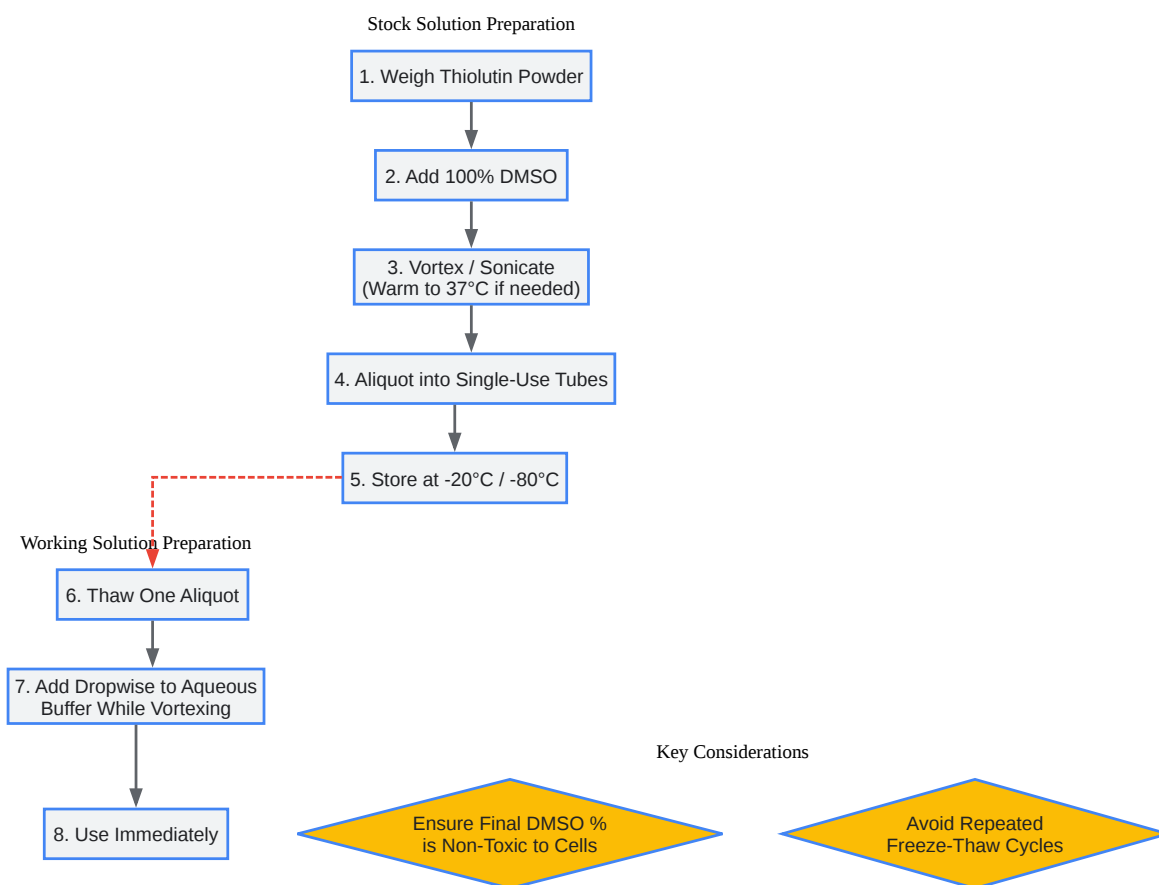 Stock Solution Preparation
1. Weigh Thiolutin Powder
2. Add 100% DMSO
3. Vortex / Sonicate
(Warm to 37°C if needed)
4. Aliquot into Single-Use Tubes
5. Store at -20°C / -80°C
Working Solution Preparation
6. Thaw One Aliquot
7. Add Dropwise to Aqueous
Buffer While Vortexing
8. Use Immediately
Key Considerations
Ensure Final DMSO %
is Non-Toxic to Cells
Avoid Repeated
Freeze-Thaw Cycles